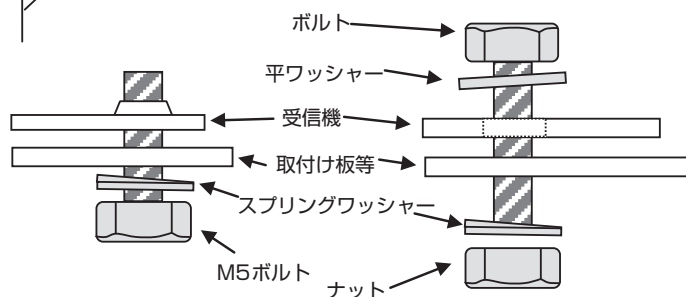 ボルト
平ワッシャー
受信機
取付け板等
スプリングワッシャー
M5ボルト
ナット